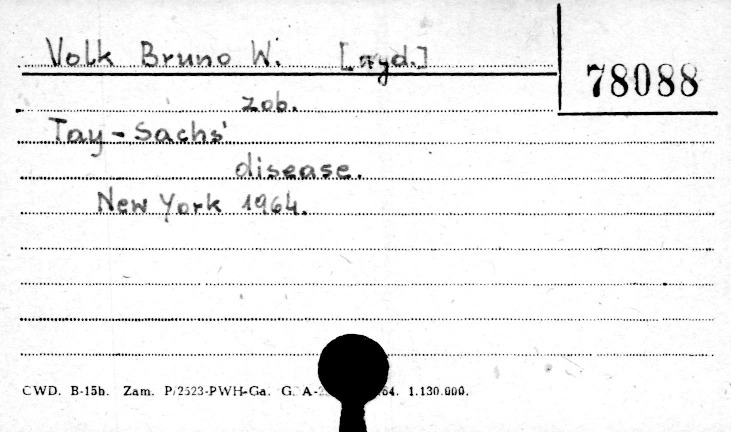 Volk Bruno W. [wyd.]
78088
zob.
Tay-Sachs'
disease.
New York 1964.
CWD. B-15b. Zam. P/2523-PWH-Ga. G. A- 64. 1.130.000.